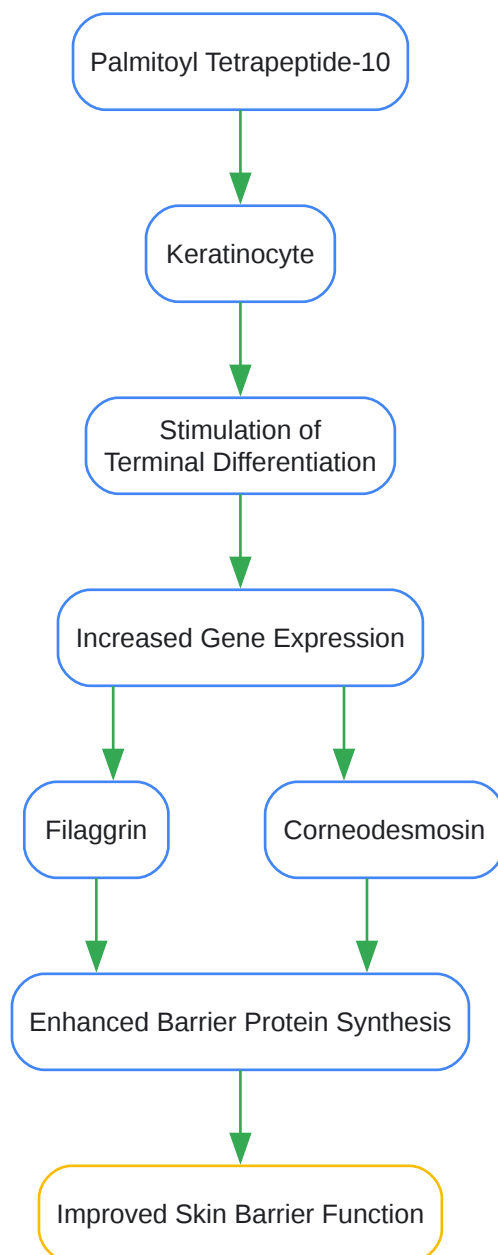 Palmitoyl Tetrapeptide-10
Keratinocyte
Stimulation of
Terminal Differentiation
Increased Gene Expression
Filaggrin
Corneodesmosin
Enhanced Barrier Protein Synthesis
Improved Skin Barrier Function